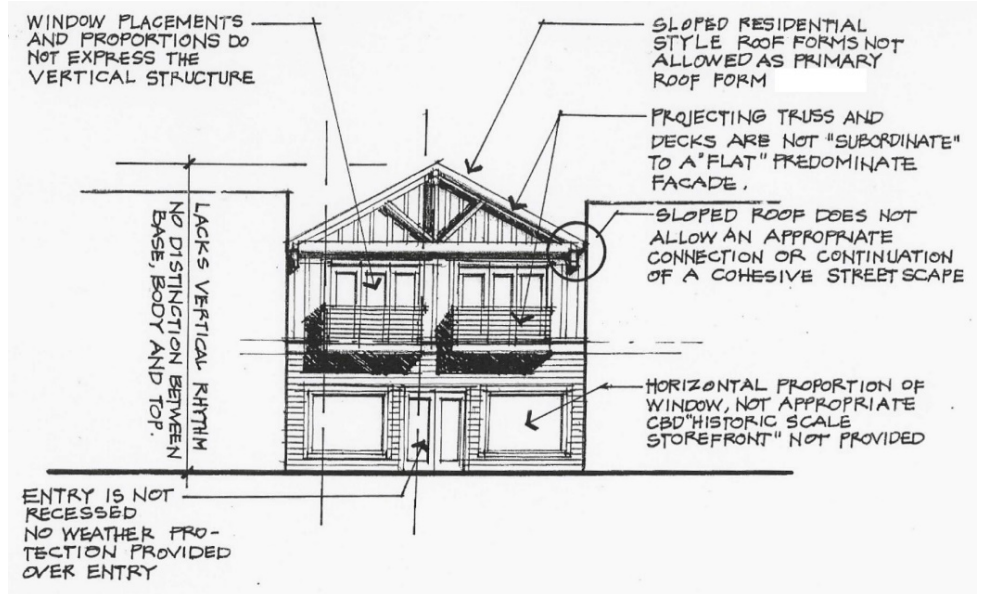 WINDOW PLACEMENTS
AND PROPORTIONS DO
NOT EXPRESS THE
VERTICAL STRUCTURE
SLOPED RESIDENTIAL
STYLE ROOF FORMS NOT
ALLOWED AS PRIMARY
ROOF FORM
PROJECTING TRUSS AND
DECKS ARE NOT "SUBORDINATE"
TO A "FLAT" PREDOMINATE
FACADE.
SLOPED ROOF DOES NOT
ALLOW AN APPROPRIATE
CONNECTION OR CONTINUATION
OF A COHESIVE STREETSCAPE
LACKS VERTICAL RHYTHM
NO DISTINCTION BETWEEN
BASE, BODY AND TOP.
HORIZONTAL PROPORTION OF
WINDOW, NOT APPROPRIATE
CBD "HISTORIC SCALE
STOREFRONT" NOT PROVIDED
ENTRY IS NOT
RECESSED
NO WEATHER PRO-
TECTION PROVIDED
OVER ENTRY